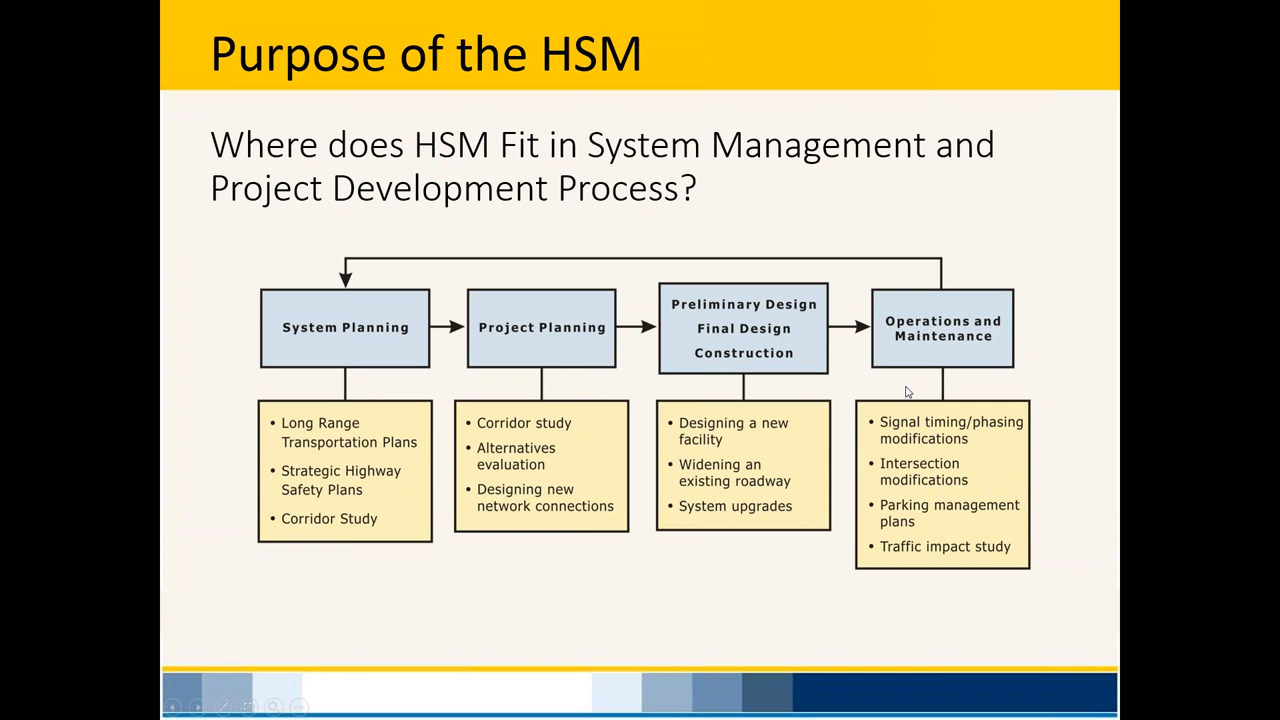 Purpose of the HSM
Where does HSM Fit in System Management and
Project Development Process?
System Planning
Project Planning
Preliminary Design
Final Design
Construction
Operations and
Maintenance
• Long Range
Transportation Plans
• Strategic Highway
Safety Plans
• Corridor Study
• Corridor study
• Alternatives
evaluation
• Designing new
network connections
• Designing a new
facility
• Widening an
existing roadway
• System upgrades
• Signal timing/phasing
modifications
• Intersection
modifications
• Parking management
plans
• Traffic impact study